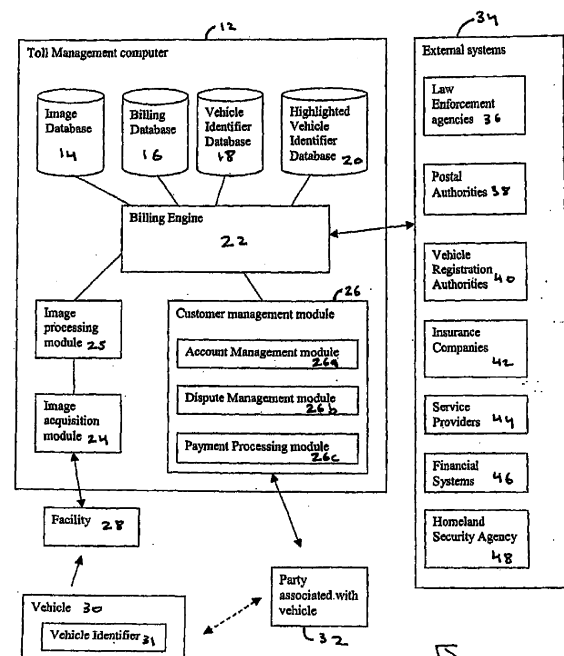 12
34
Toll Management computer
External systems
Image
Database
14
Billing
Database
16
Vehicle
Identifier
Database
18
Highlighted
Vehicle
Identifier
Database 20
Billing Engine
22
Image
processing
module 25
Image
acquisition
module 24
26
Customer management module
Account Management module
26a
Dispute Management module
26b
Payment Processing module
26c
Law
Enforcement
agencies 36
Postal
Authorities 38
Vehicle
Registration
Authorities 40
Insurance
Companies
42
Service
Providers 44
Financial
Systems 46
Homeland
Security Agency
48
Facility 28
Vehicle 30
Vehicle Identifier 31
Party
associated with
vehicle
32